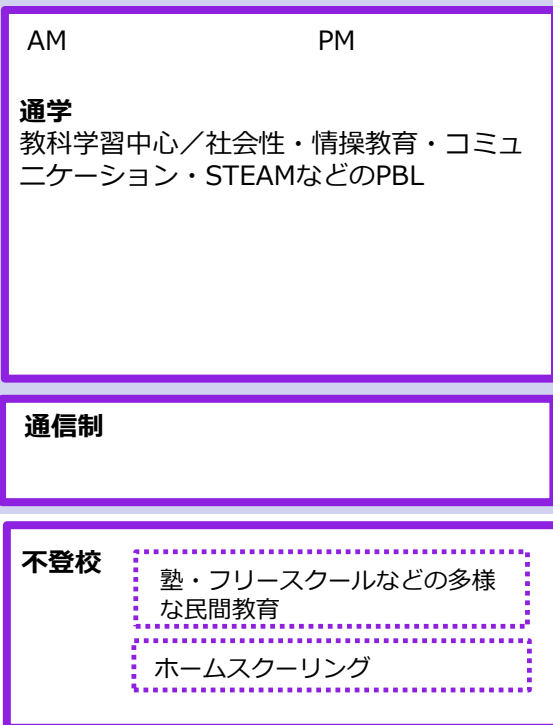 AM PM
通学
教科学習中心／社会性・情操教育・コミュ
ニケーション・STEAMなどのPBL
通信制
不登校
塾・フリースクールなどの多様
な民間教育
ホームスクーリング